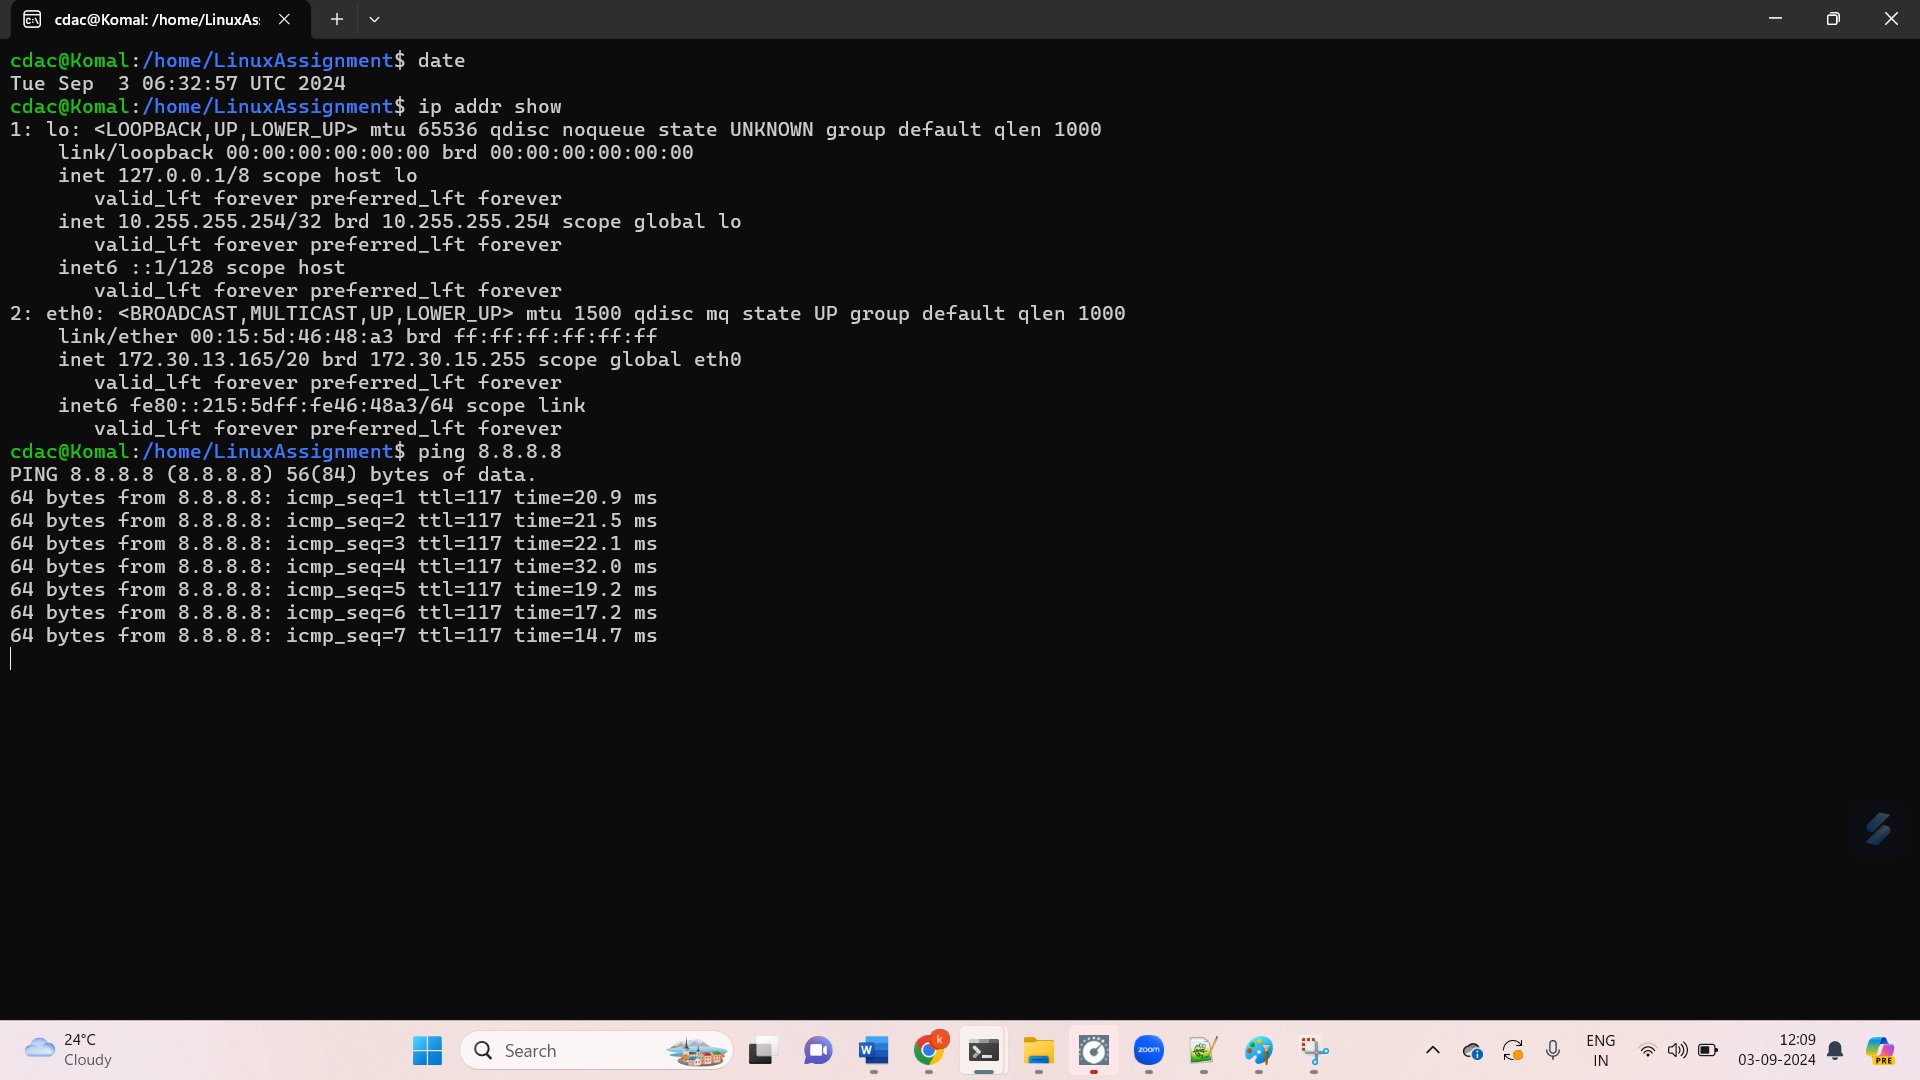 cdac@Komal: /home/LinuxAs:
cdac@Komal:/home/LinuxAssignment$ date
Tue Sep  3 06:32:57 UTC 2024
cdac@Komal:/home/LinuxAssignment$ ip addr show
1: lo: <LOOPBACK,UP,LOWER_UP> mtu 65536 qdisc noqueue state UNKNOWN group default qlen 1000
    link/loopback 00:00:00:00:00:00 brd 00:00:00:00:00:00
    inet 127.0.0.1/8 scope host lo
       valid_lft forever preferred_lft forever
    inet 10.255.255.254/32 brd 10.255.255.254 scope global lo
       valid_lft forever preferred_lft forever
    inet6 ::1/128 scope host
       valid_lft forever preferred_lft forever
2: eth0: <BROADCAST,MULTICAST,UP,LOWER_UP> mtu 1500 qdisc mq state UP group default qlen 1000
    link/ether 00:15:5d:46:48:a3 brd ff:ff:ff:ff:ff:ff
    inet 172.30.13.165/20 brd 172.30.15.255 scope global eth0
       valid_lft forever preferred_lft forever
    inet6 fe80::215:5dff:fe46:48a3/64 scope link
       valid_lft forever preferred_lft forever
cdac@Komal:/home/LinuxAssignment$ ping 8.8.8.8
PING 8.8.8.8 (8.8.8.8) 56(84) bytes of data.
64 bytes from 8.8.8.8: icmp_seq=1 ttl=117 time=20.9 ms
64 bytes from 8.8.8.8: icmp_seq=2 ttl=117 time=21.5 ms
64 bytes from 8.8.8.8: icmp_seq=3 ttl=117 time=22.1 ms
64 bytes from 8.8.8.8: icmp_seq=4 ttl=117 time=32.0 ms
64 bytes from 8.8.8.8: icmp_seq=5 ttl=117 time=19.2 ms
64 bytes from 8.8.8.8: icmp_seq=6 ttl=117 time=17.2 ms
64 bytes from 8.8.8.8: icmp_seq=7 ttl=117 time=14.7 ms
24°C
Cloudy
Search
W
k
zoom
ENG
IN
12:09
03-09-2024
PRE